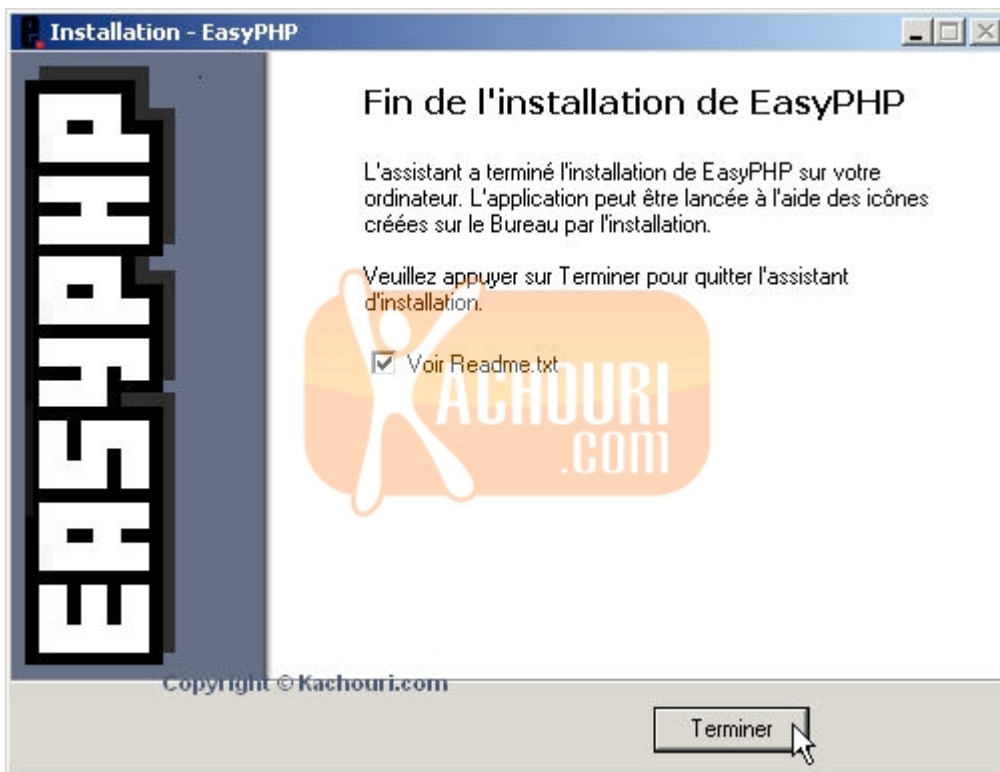 Installation - EasyPHP
EASYPHP
Fin de l'installation de EasyPHP
L'assistant a terminé l'installation de EasyPHP sur votre
ordinateur. L'application peut être lancée à l'aide des icônes
créées sur le Bureau par l'installation.
Veuillez appuyer sur Terminer pour quitter l'assistant
d'installation.
Voir Readme.txt
KACHOURI
.com
Copyright © Kachouri.com
Terminer